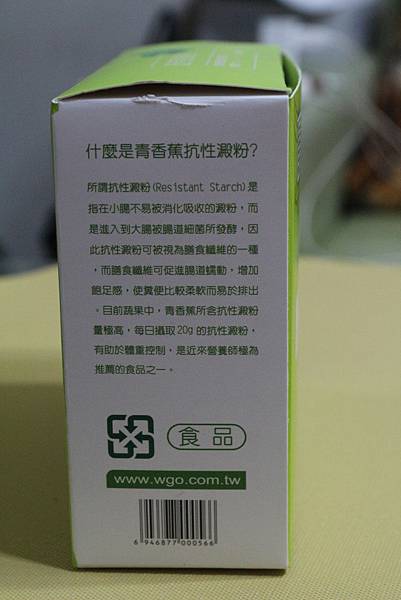 什麼是青香蕉抗性澱粉?
所謂抗性澱粉(Resistant Starch)是
指在小腸不易被消化吸收的澱粉,而
是進入到大腸被腸道細菌所發酵,因
此抗性澱粉可被視為膳食纖維的一種
,而膳食纖維可促進腸道蠕動,增加
飽足感,使糞便比較柔軟而易於排出
。目前蔬果中,青香蕉所含抗性澱粉
量極高,每日攝取20g 的抗性澱粉,
有助於體重控制,是近來營養師極為
推薦的食品之一。
食品
www.wgo.com.tw
6 946877 000566